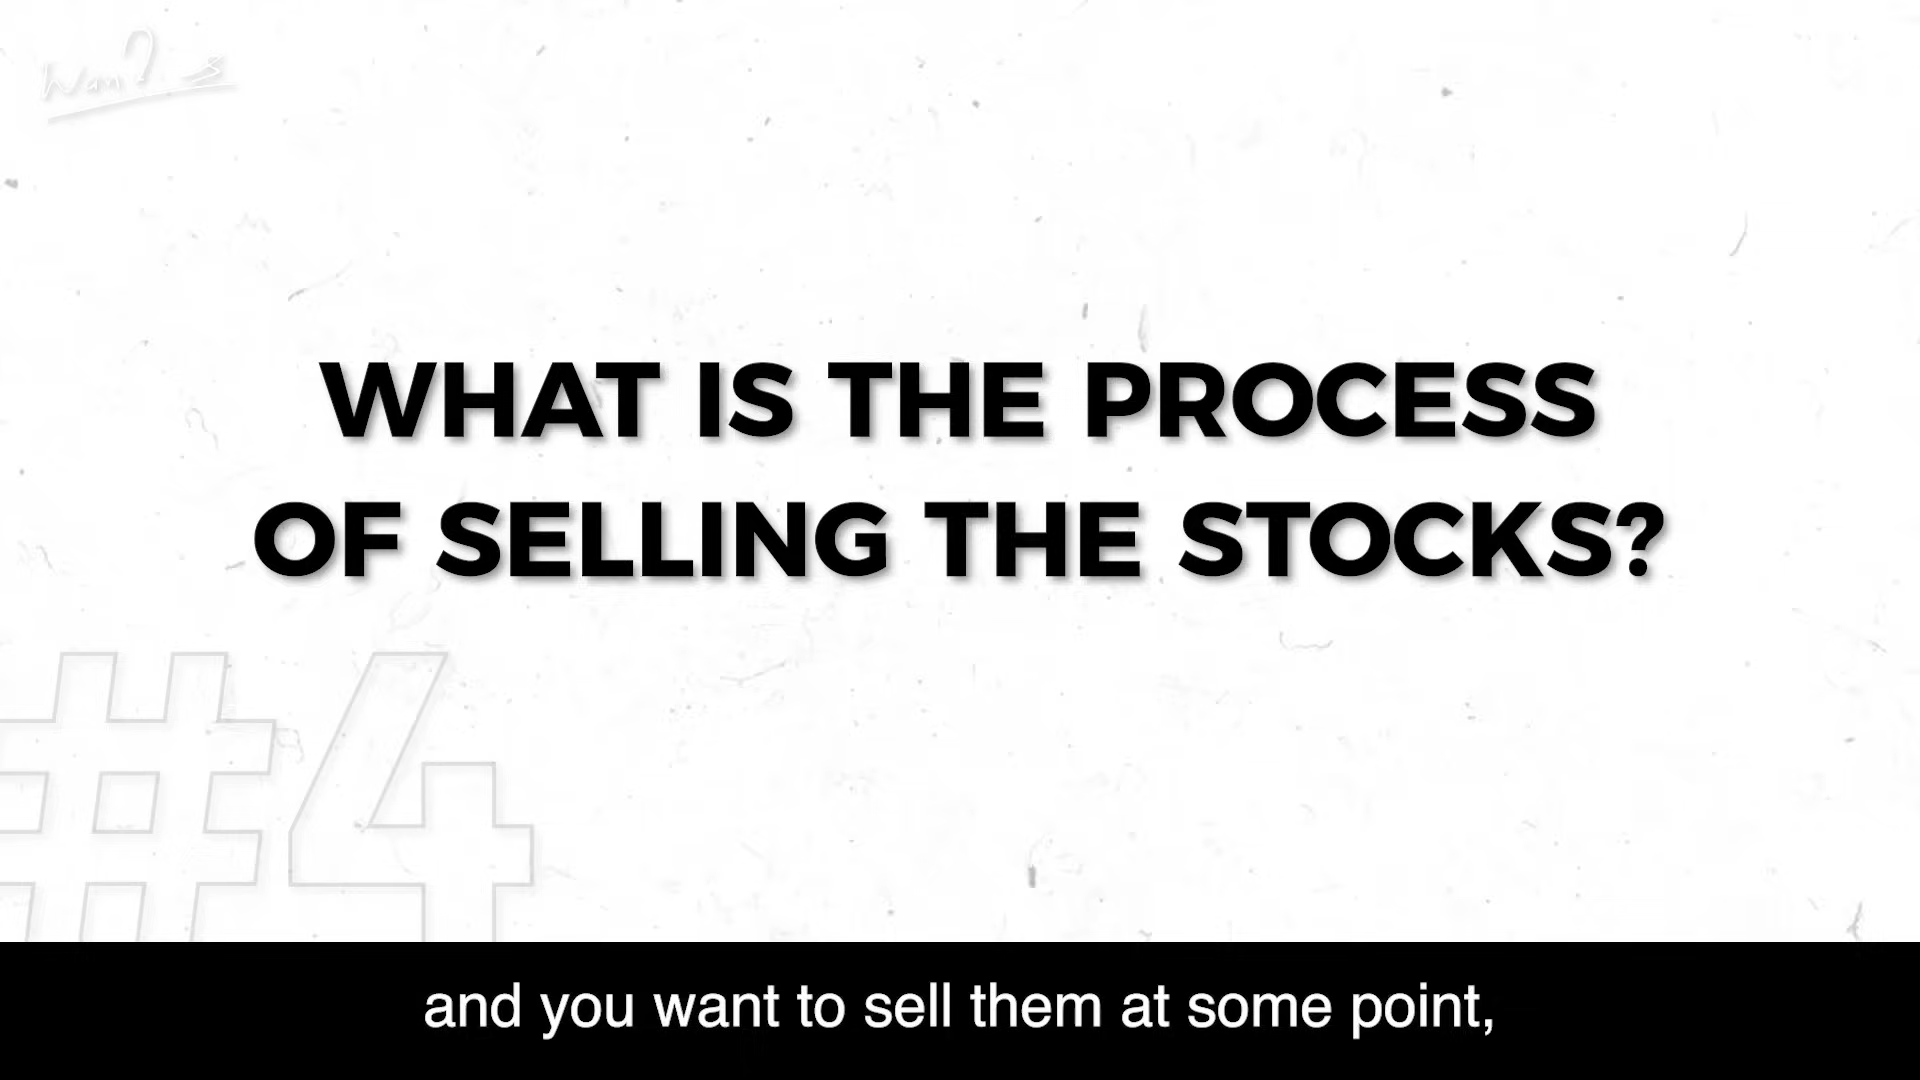 WHAT IS THE PROCESS
OF SELLING THE STOCKS?
#4
and you want to sell them at some point,